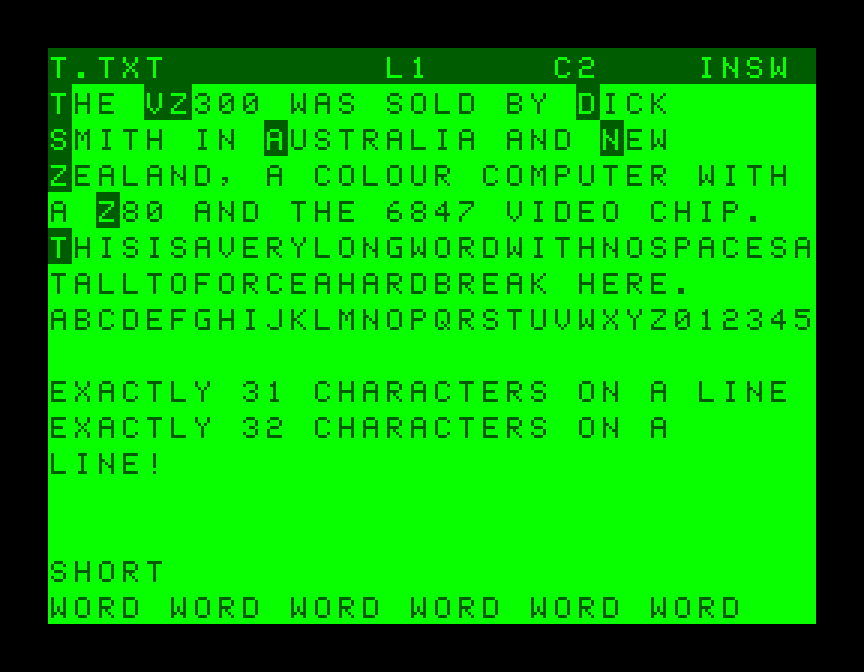 T.TXT L1 C2 INSW
THE VZ300 WAS SOLD BY DICK
SMITH IN AUSTRALIA AND NEW
ZEALAND, A COLOUR COMPUTER WITH
A Z80 AND THE 6847 VIDEO CHIP.
THISISAVERYLONGWORDWITHNOSPACESA
TALLTOFORCEAHARDBREAK HERE.
ABCDEFGHIJKLMNOPQRSTUVWXYZ012345
EXACTLY 31 CHARACTERS ON A LINE
EXACTLY 32 CHARACTERS ON A
LINE!
SHORT
WORD WORD WORD WORD WORD WORD